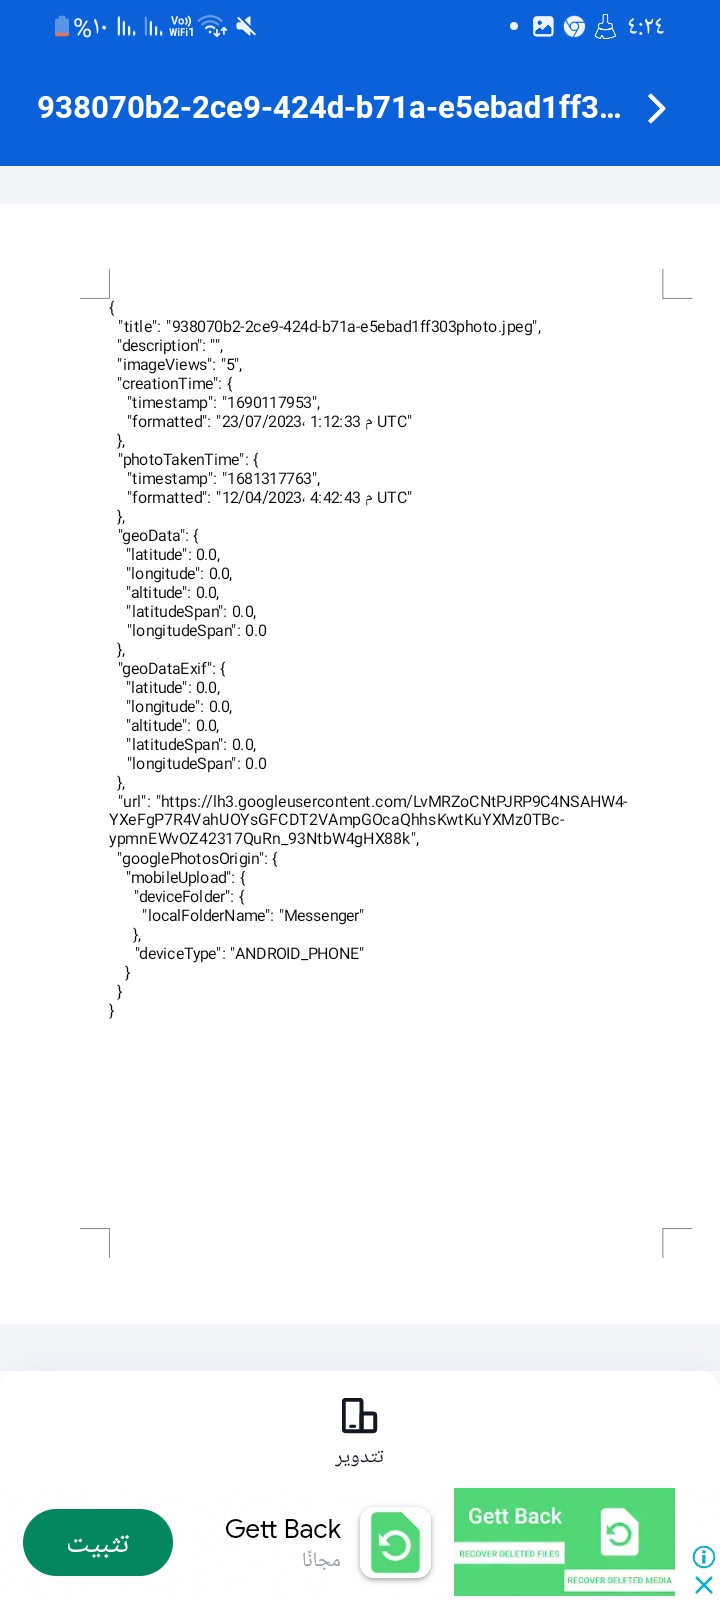 %١٠ Vo)) WiFi1 ٤:٢٤
938070b2-2ce9-424d-b71a-e5ebad1ff3...
{
"title": "938070b2-2ce9-424d-b71a-e5ebad1ff303photo.jpeg",
"description": "",
"imageViews": "5",
"creationTime": {
"timestamp": "1690117953",
"formatted": "23/07/2023، 1:12:33 م UTC"
},
"photoTakenTime": {
"timestamp": "1681317763",
"formatted": "12/04/2023، 4:42:43 م UTC"
},
"geoData": {
"latitude": 0.0,
"longitude": 0.0,
"altitude": 0.0,
"latitudeSpan": 0.0,
"longitudeSpan": 0.0
},
"geoDataExif": {
"latitude": 0.0,
"longitude": 0.0,
"altitude": 0.0,
"latitudeSpan": 0.0,
"longitudeSpan": 0.0
},
"url": "https://lh3.googleusercontent.com/LvMRZoCNtPJRP9C4NSAHW4-
YXeFgP7R4VahUOYsGFCDT2VAmpGOcaQhhsKwtKuYXMz0TBc-
ypmnEWvOZ42317QuRn_93NtbW4gHX88k",
"googlePhotosOrigin": {
"mobileUpload": {
"deviceFolder": {
"localFolderName": "Messenger"
},
"deviceType": "ANDROID_PHONE"
}
}
}
تتدوير
تثبيت
Gett Back
مجانًا
Gett Back
RECOVER DELETED FILES
RECOVER DELETED MEDIA